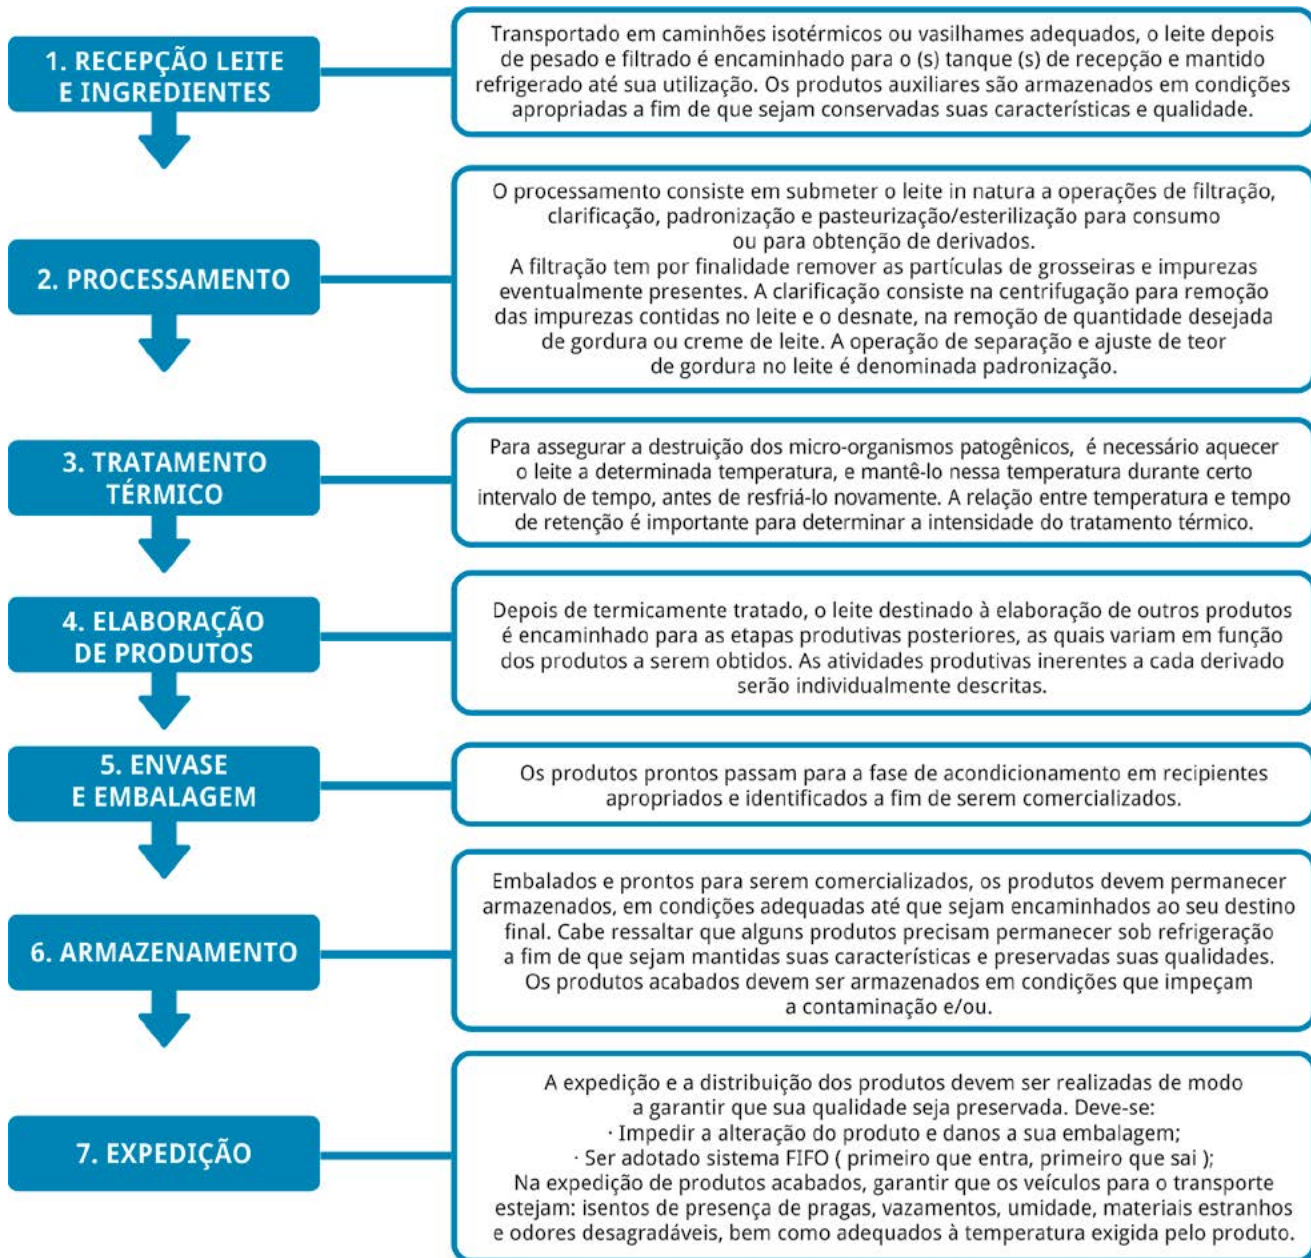 1. RECEPÇÃO LEITE
E INGREDIENTES
Transportado em caminhões isotérmicos ou vasilhames adequados, o leite depois
de pesado e filtrado é encaminhado para o (s) tanque (s) de recepção e mantido
refrigerado até sua utilização. Os produtos auxiliares são armazenados em condições
apropriadas a fim de que sejam conservadas suas características e qualidade.
2. PROCESSAMENTO
O processamento consiste em submeter o leite in natura a operações de filtração,
clarificação, padronização e pasteurização/esterilização para consumo
ou para obtenção de derivados.
A filtração tem por finalidade remover as partículas de grosseiras e impurezas
eventualmente presentes. A clarificação consiste na centrifugação para remoção
das impurezas contidas no leite e o desnate, na remoção de quantidade desejada
de gordura ou creme de leite. A operação de separação e ajuste de teor
de gordura no leite é denominada padronização.
3. TRATAMENTO
TÉRMICO
Para assegurar a destruição dos micro-organismos patogênicos, é necessário aquecer
o leite a determinada temperatura, e mantê-lo nessa temperatura durante certo
intervalo de tempo, antes de resfriá-lo novamente. A relação entre temperatura e tempo
de retenção é importante para determinar a intensidade do tratamento térmico.
4. ELABORAÇÃO
DE PRODUTOS
Depois de termicamente tratado, o leite destinado à elaboração de outros produtos
é encaminhado para as etapas produtivas posteriores, as quais variam em função
dos produtos a serem obtidos. As atividades produtivas inerentes a cada derivado
serão individualmente descritas.
5. ENVASE
E EMBALAGEM
Os produtos prontos passam para a fase de acondicionamento em recipientes
apropriados e identificados a fim de serem comercializados.
6. ARMAZENAMENTO
Embalados e prontos para serem comercializados, os produtos devem permanecer
armazenados, em condições adequadas até que sejam encaminhados ao seu destino
final. Cabe ressaltar que alguns produtos precisam permanecer sob refrigeração
a fim de que sejam mantidas suas características e preservadas suas qualidades.
Os produtos acabados devem ser armazenados em condições que impeçam
a contaminação e/ou.
7. EXPEDIÇÃO
A expedição e a distribuição dos produtos devem ser realizadas de modo
a garantir que sua qualidade seja preservada. Deve-se:
· Impedir a alteração do produto e danos a sua embalagem;
· Ser adotado sistema FIFO ( primeiro que entra, primeiro que sai );
Na expedição de produtos acabados, garantir que os veículos para o transporte
estejam: isentos de presença de pragas, vazamentos, umidade, materiais estranhos
e odores desagradáveis, bem como adequados à temperatura exigida pelo produto.